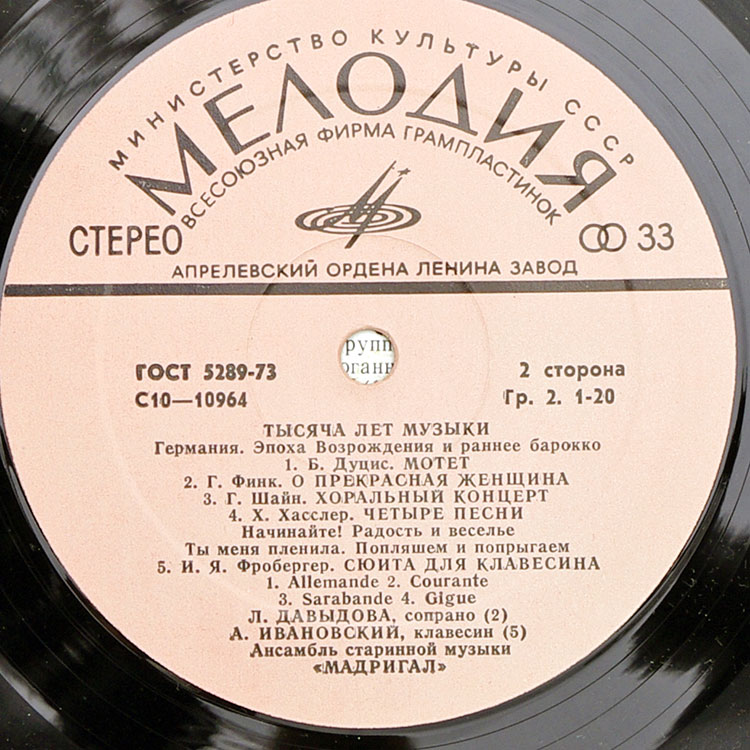 МИНИСТЕРСТВО КУЛЬТУРЫ СССР
МЕЛОДИЯ
ВСЕСОЮЗНАЯ ФИРМА ГРАМПЛАСТИНОК
СТЕРЕО
33
АПРЕЛЕВСКИЙ ОРДЕНА ЛЕНИНА ЗАВОД
ГОСТ 5289-73
2 сторона
С10—10964
Гр. 2. 1-20
ТЫСЯЧА ЛЕТ МУЗЫКИ
Германия. Эпоха Возрождения и раннее барокко
1. Б. Дуцис. МОТЕТ
2. Г. Финк. О ПРЕКРАСНАЯ ЖЕНЩИНА
3. Г. Шайн. ХОРАЛЬНЫЙ КОНЦЕРТ
4. Х. Хасслер. ЧЕТЫРЕ ПЕСНИ
Начинайте! Радость и веселье
Ты меня пленила. Попляшем и попрыгаем
5. И. Я. Фробергер. СЮИТА ДЛЯ КЛАВЕСИНА
1. Allemande 2. Courante
3. Sarabande 4. Gigue
Л. ДАВЫДОВА, сопрано (2)
А. ИВАНОВСКИЙ, клавесин (5)
Ансамбль старинной музыки
«МАДРИГАЛ»